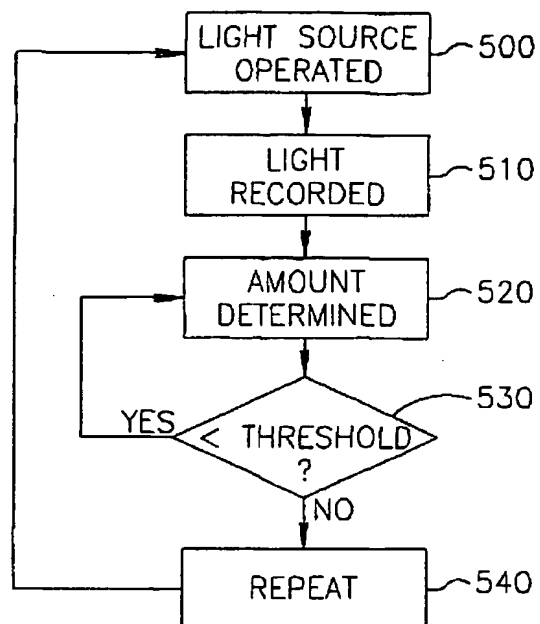 LIGHT SOURCE
OPERATED
500
LIGHT
RECORDED
510
AMOUNT
DETERMINED
520
530
YES
< THRESHOLD
?
NO
REPEAT
540